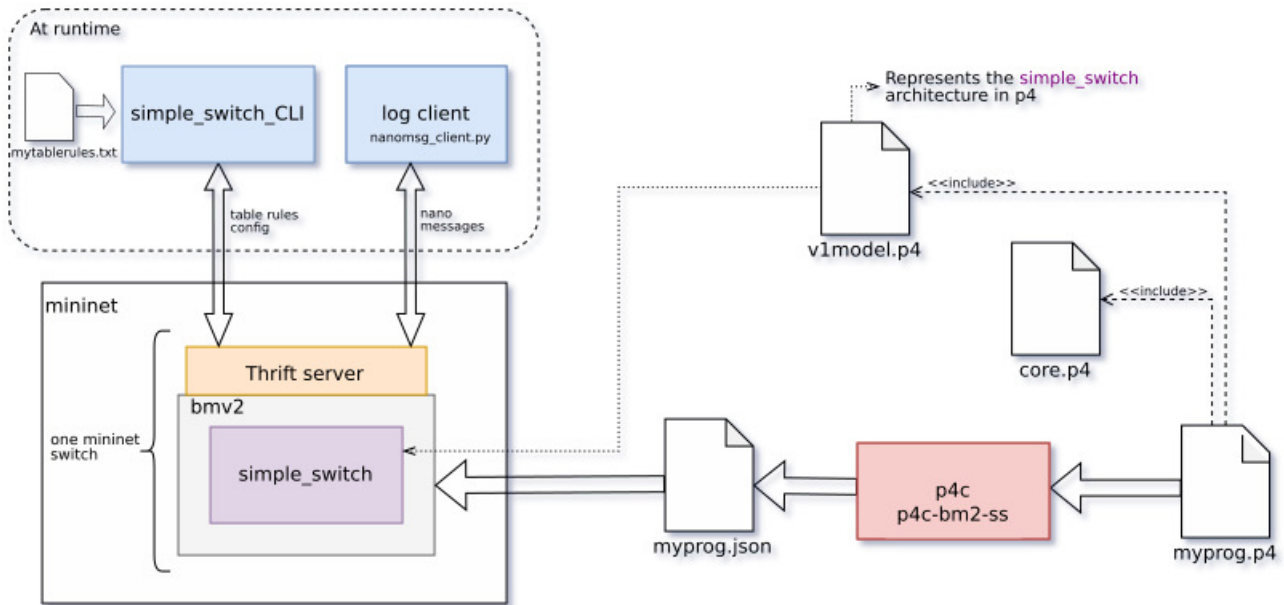 At runtime
mytablerules.txt
simple_switch_CLI
log client
nanomsg_client.py
table rules
config
nano
messages
Represents the simple_switch
architecture in p4
v1model.p4
<<include>>
core.p4
<<include>>
mininet
one mininet
switch
Thrift server
bmv2
simple_switch
myprog.json
p4c
p4c-bm2-ss
myprog.p4